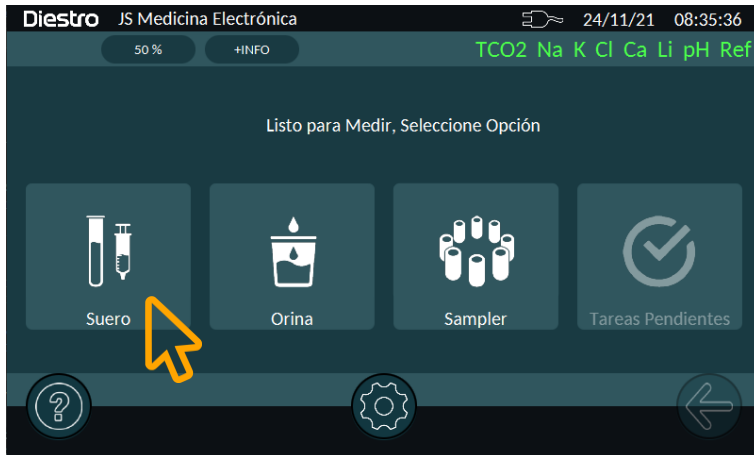 Diestro JS Medicina Electrónica 24/11/21 08:35:36
50 % +INFO TCO2 Na K Cl Ca Li pH Ref
Listo para Medir, Seleccione Opción
Suero Orina Sampler Tareas Pendientes
?